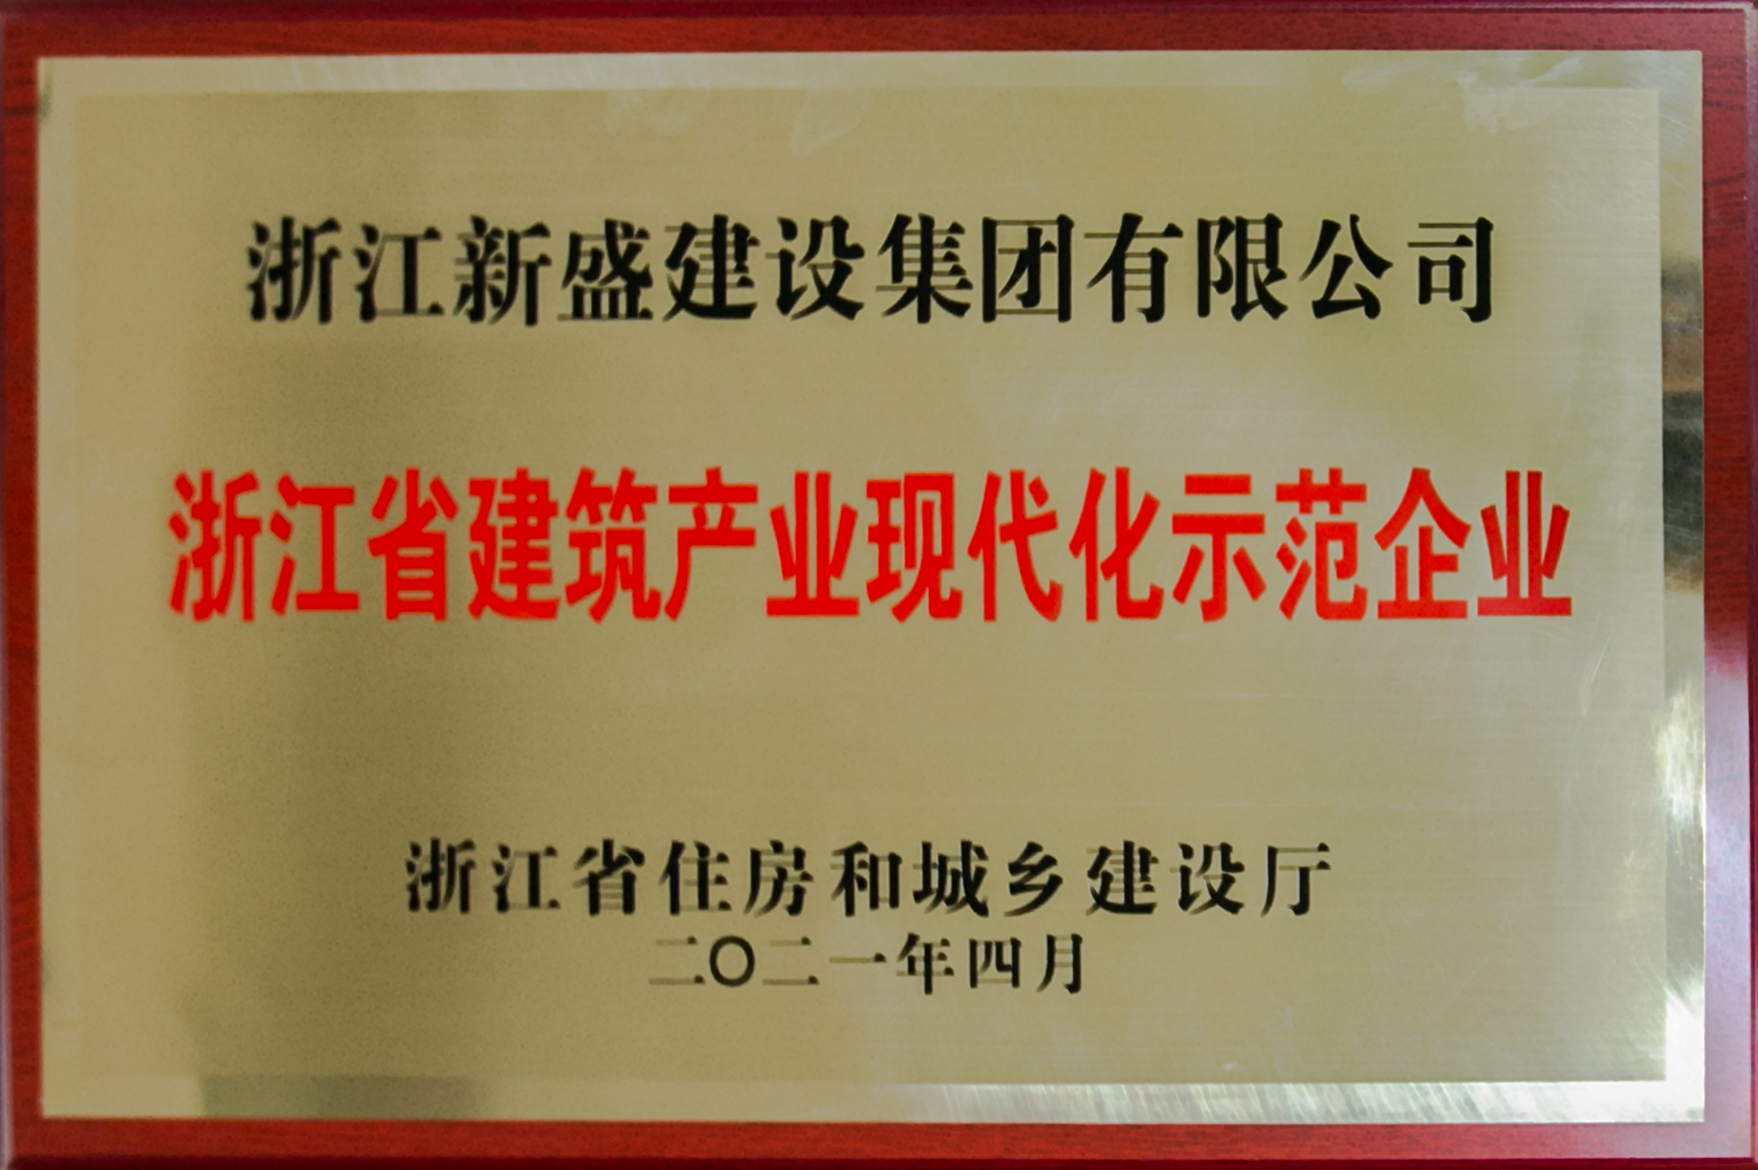 浙江新盛建设集团有限公司
浙江省建筑产业现代化示范企业
浙江省住房和城乡建设厅
二〇二一年四月